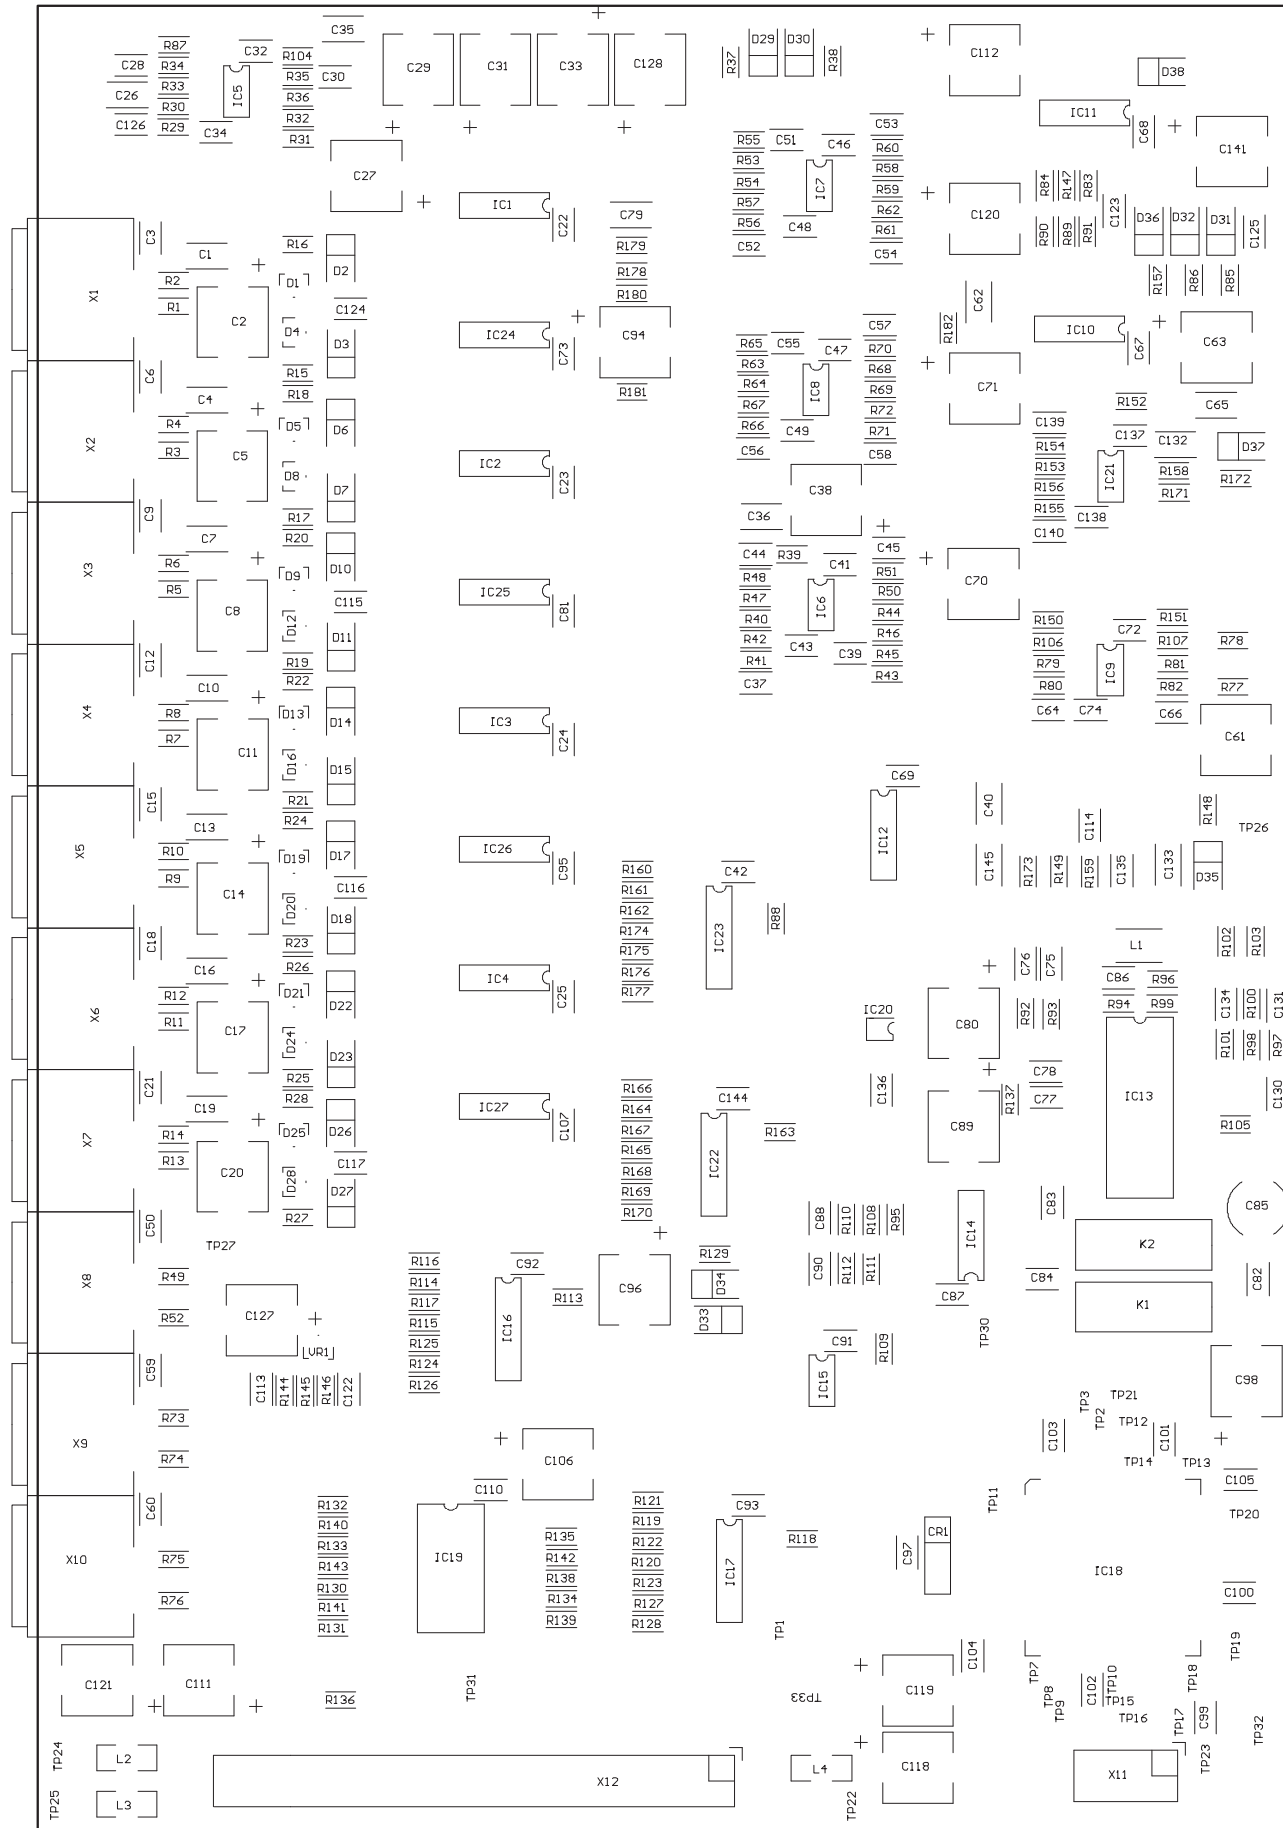 C35
R87
C32
R104
D29
D30
C28
R34
R35
C29
C31
C33
C128
R37
R38
C112
D38
C30
R33
C26
IC5
R36
R30
R32
C126
R29
C34
R31
IC11
C68
C141
C53
R55
C51
C46
R60
R53
R58
C27
R54
IC7
R59
R84
R147
R83
IC1
C22
C79
R57
R62
C120
C123
R56
C48
R61
R90
R89
R91
D36
D32
D31
C125
C52
C54
C3
R16
R179
C1
D2
R2
D1
R178
R157
R86
R85
X1
R1
R180
C124
C62
C2
D4
IC24
C73
C94
C57
R182
IC10
C67
C63
D3
R65
C55
C47
R70
R63
R68
C6
R15
R64
IC8
R69
C71
R18
R181
C4
R67
R72
R152
C65
R4
D5
D6
R66
C49
R71
C139
C137
C132
X2
R3
C56
C58
R154
D37
C5
IC2
C23
R153
IC21
R158
R172
D8
D7
C38
R156
R171
C9
R17
C36
R155
C138
R20
C140
C7
C44
R39
C45
R6
D9
D10
R48
C41
R51
C70
X3
R5
IC25
C81
R47
R50
C8
C115
IC6
R44
D12
R40
R150
R151
D11
R42
R46
R106
C72
R107
R78
C12
R19
C43
C39
R45
R79
R81
R22
R41
R43
IC9
C10
C37
R80
R82
R77
R8
D13
D14
C64
C74
C66
X4
R7
IC3
C24
C61
C11
D16
D15
C69
C15
R21
C40
R148
R24
C114
TP26
C13
IC12
R10
D19
D17
IC26
C95
X5
R9
R160
C42
C145
R173
R149
R159
C135
C133
D35
C14
C116
R161
D20
D18
R162
R88
R174
IC23
C18
R23
R175
L1
R102
R103
R26
C16
R176
C76
C75
C86
R96
R12
D21
D22
IC4
C25
R177
R94
R99
C134
R100
C131
X6
R11
IC20
C80
R92
R93
C17
D24
R101
R98
R97
D23
C21
R25
R166
C136
C78
R28
C144
R137
C77
IC13
C130
C19
IC27
C107
R164
C89
R14
D25
D26
R167
R163
R105
X7
R13
R165
IC22
C20
C117
R168
D28
D27
R169
C83
C85
C50
R27
R170
C88
R110
R108
R95
IC14
TP27
K2
X8
R49
R116
C92
R129
C90
R112
R111
R114
D34
C87
C84
C82
R117
R113
C96
K1
R52
C127
R115
IC16
D33
TP30
VR1
R125
C91
R109
C59
R124
R126
IC15
C113
R144
R145
R146
C122
C98
TP3
TP2
TP21
R73
TP12
X9
C103
C101
R74
C106
TP14
TP13
C110
C105
C60
R132
R121
C93
TP11
TP20
R140
R119
X10
R75
R133
IC19
R135
R122
R118
CR1
R143
R142
R120
IC17
C97
IC18
R130
R138
R123
R76
R141
R134
R127
C100
R131
R139
R128
TP1
TP19
C104
C121
C111
TP31
C119
TP7
TP10
TP18
R136
TP33
TP8
C102
TP15
TP9
TP16
TP17
C99
TP32
TP24
L2
X12
L4
C118
X11
TP23
TP25
L3
TP22